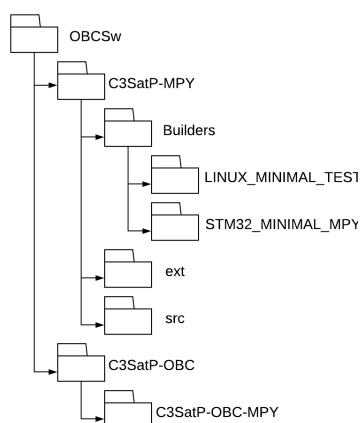 OBCSw
C3SatP-MPY
Builders
LINUX_MINIMAL_TEST
STM32_MINIMAL_MPY
ext
src
C3SatP-OBC
C3SatP-OBC-MPY